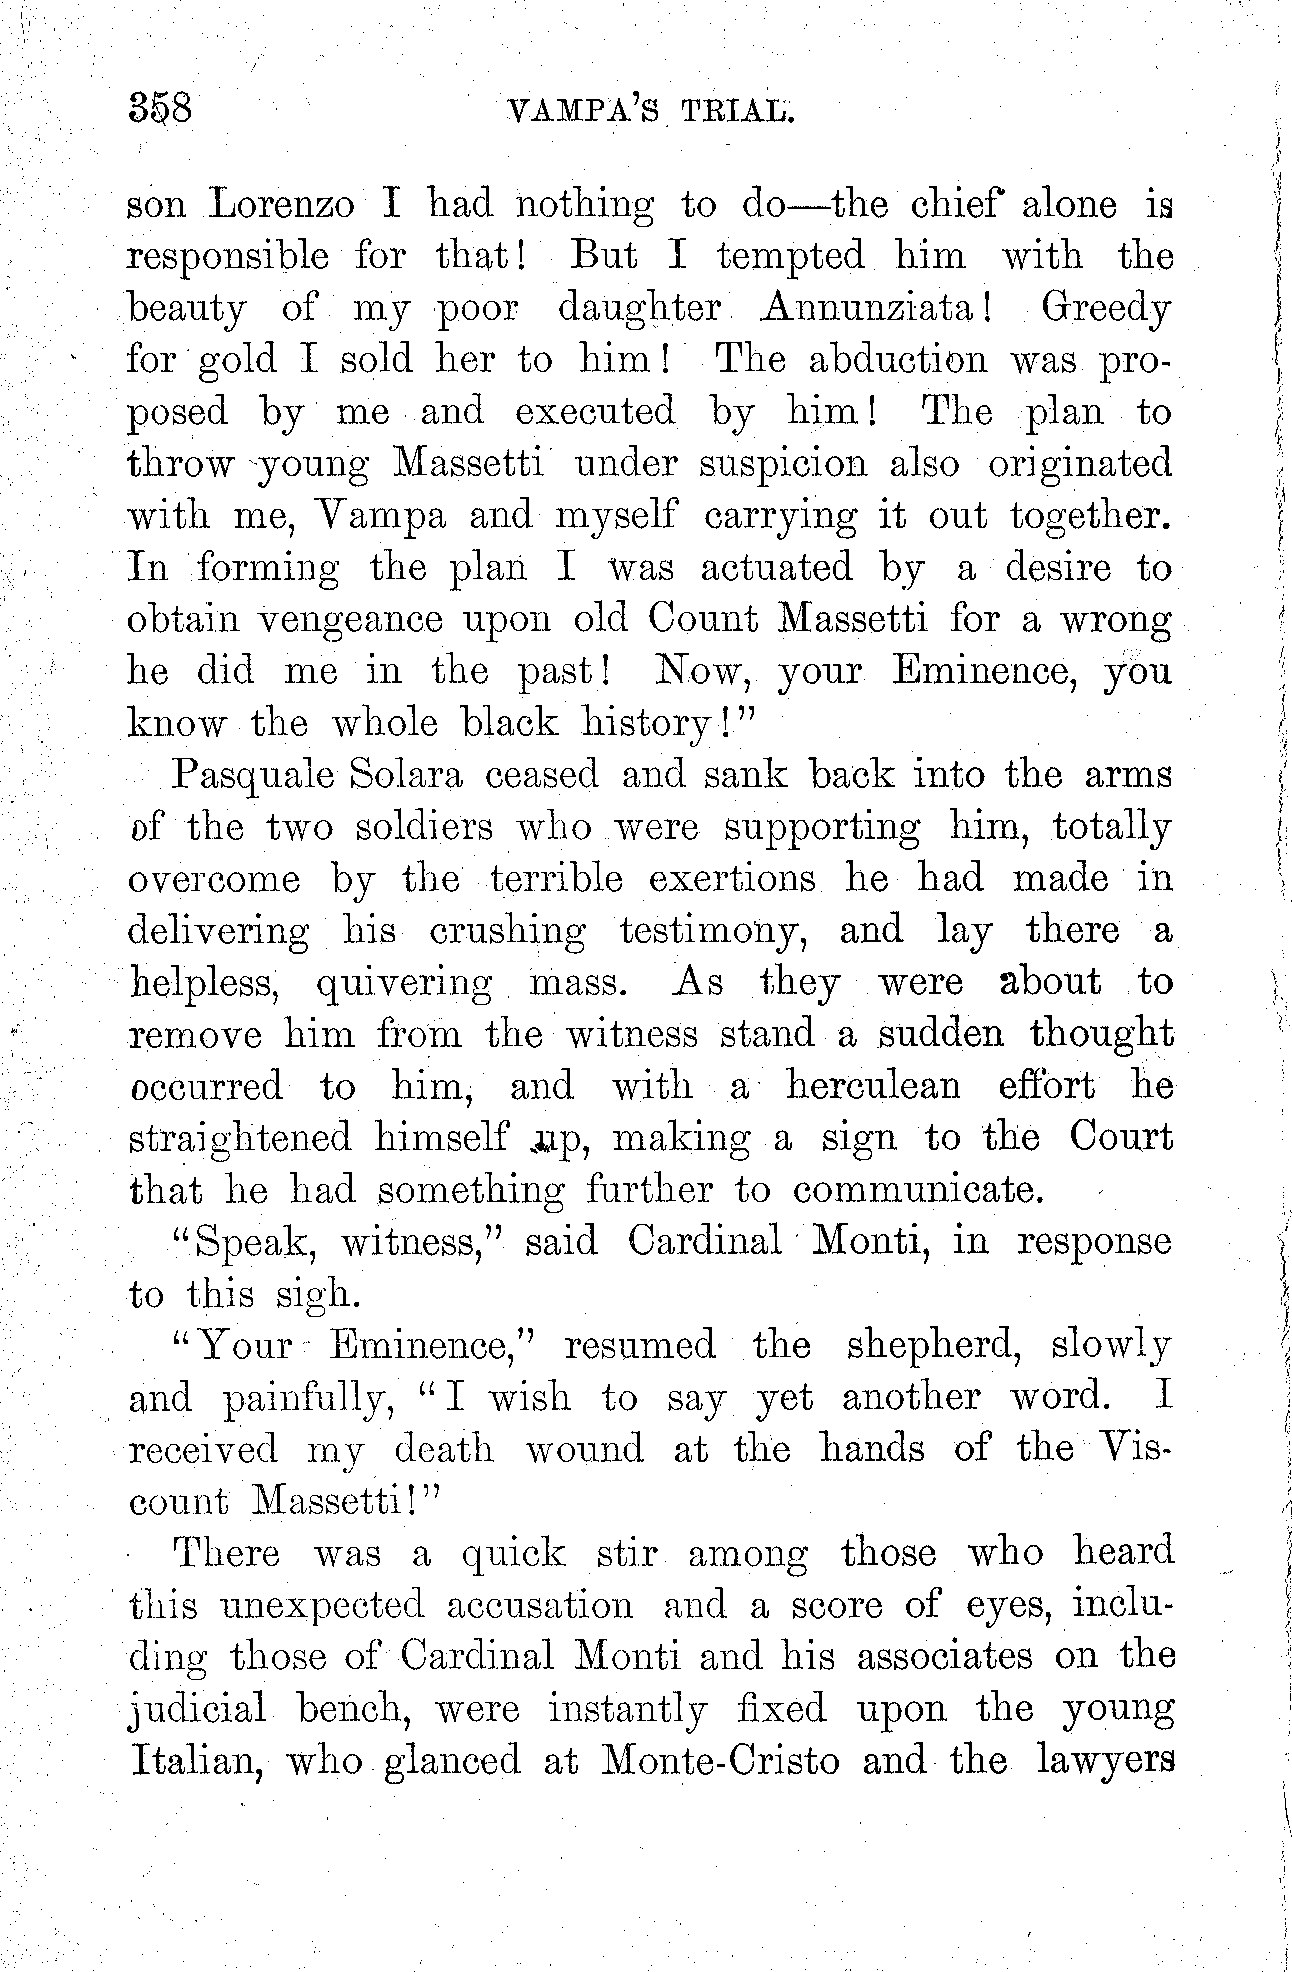 358 VAMPA'S TRIAL.
son Lorenzo I had nothing to do—the chief alone is
responsible for that! But I tempted him with the
beauty of my poor daughter Annunziata! Greedy
for gold I sold her to him! The abduction was pro-
posed by me and executed by him! The plan to
throw young Massetti under suspicion also originated
with me, Vampa and myself carrying it out together.
In forming the plan I was actuated by a desire to
obtain vengeance upon old Count Massetti for a wrong
he did me in the past! Now, your Eminence, you
know the whole black history!"
Pasquale Solara ceased and sank back into the arms
of the two soldiers who were supporting him, totally
overcome by the terrible exertions he had made in
delivering his crushing testimony, and lay there a
helpless, quivering mass. As they were about to
remove him from the witness stand a sudden thought
occurred to him, and with a herculean effort he
straightened himself up, making a sign to the Court
that he had something further to communicate.
"Speak, witness," said Cardinal Monti, in response
to this sigh.
"Your Eminence," resumed the shepherd, slowly
and painfully, "I wish to say yet another word. I
received my death wound at the hands of the Vis-
count Massetti!"
There was a quick stir among those who heard
this unexpected accusation and a score of eyes, inclu-
ding those of Cardinal Monti and his associates on the
judicial bench, were instantly fixed upon the young
Italian, who glanced at Monte-Cristo and the lawyers